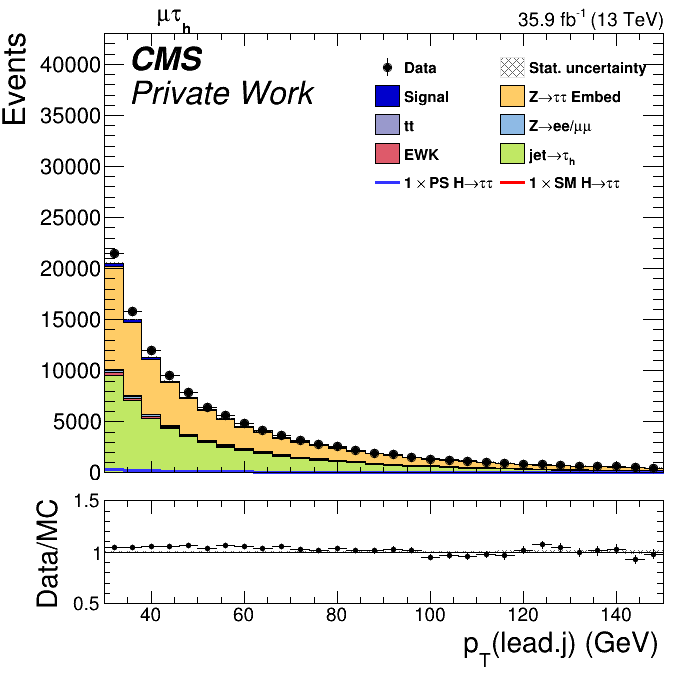 μτh 35.9 fb-1 (13 TeV)
CMS
Private Work
Data Stat. uncertainty
Signal Z→ττ Embed
tt Z→ee/μμ
EWK jet→τh
1 × PS H→ττ 1 × SM H→ττ
Events
40000
35000
30000
25000
20000
15000
10000
5000
0
Data/MC
1.5
1
0.5
40 60 80 100 120 140
pT(lead.j) (GeV)